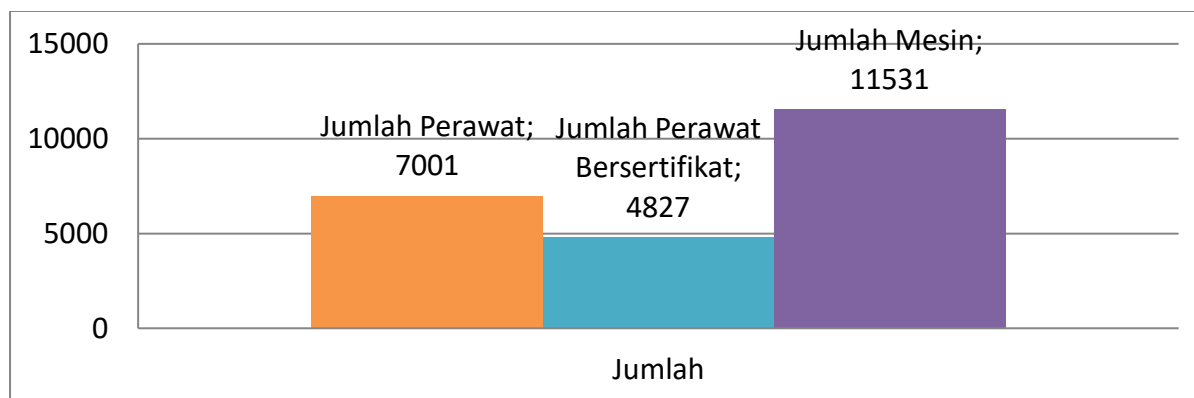 15000
10000
5000
0
Jumlah Perawat;
7001
Jumlah Perawat
Bersertifikat;
4827
Jumlah Mesin;
11531
Jumlah